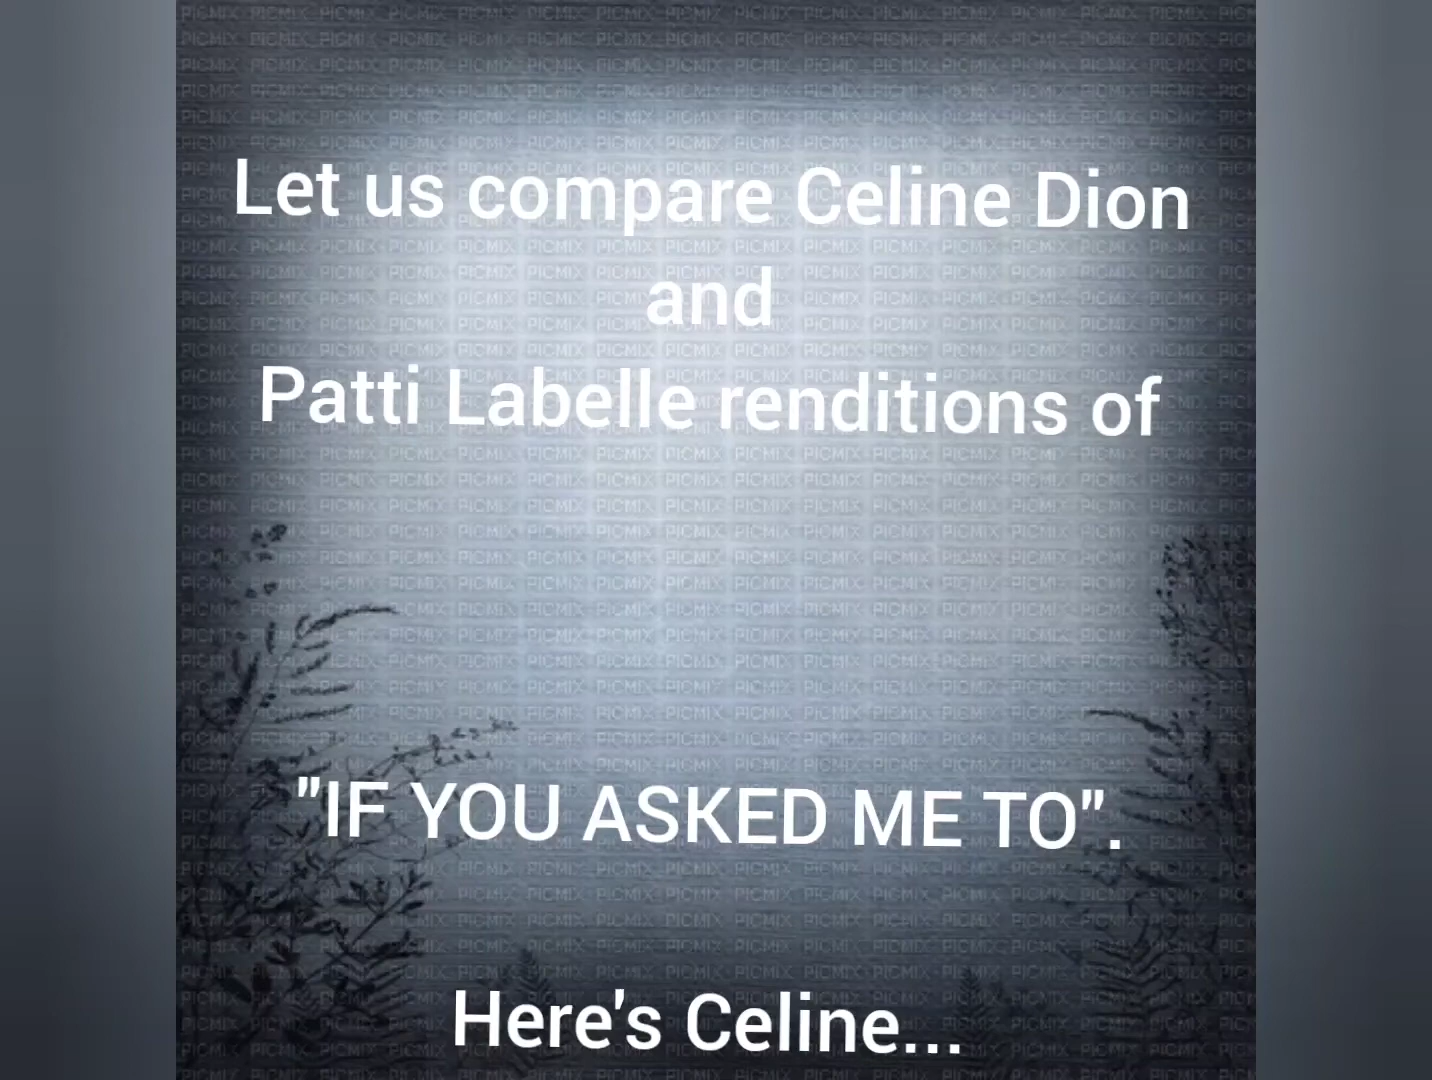 Let us compare Celine Dion
and
Patti Labelle renditions of
"IF YOU ASKED ME TO".
Here's Celine...